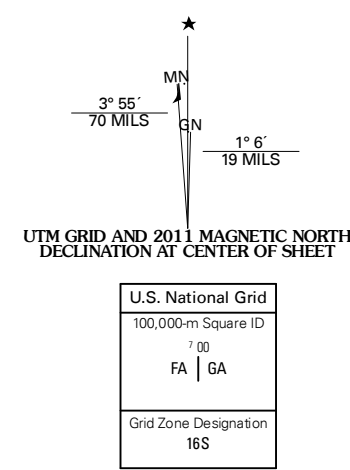 MN
3° 55´
70 MILS
GN
1° 6´
19 MILS
UTM GRID AND 2011 MAGNETIC NORTH
DECLINATION AT CENTER OF SHEET
U.S. National Grid
100,000-m Square ID
7 00
FA GA
Grid Zone Designation
16S